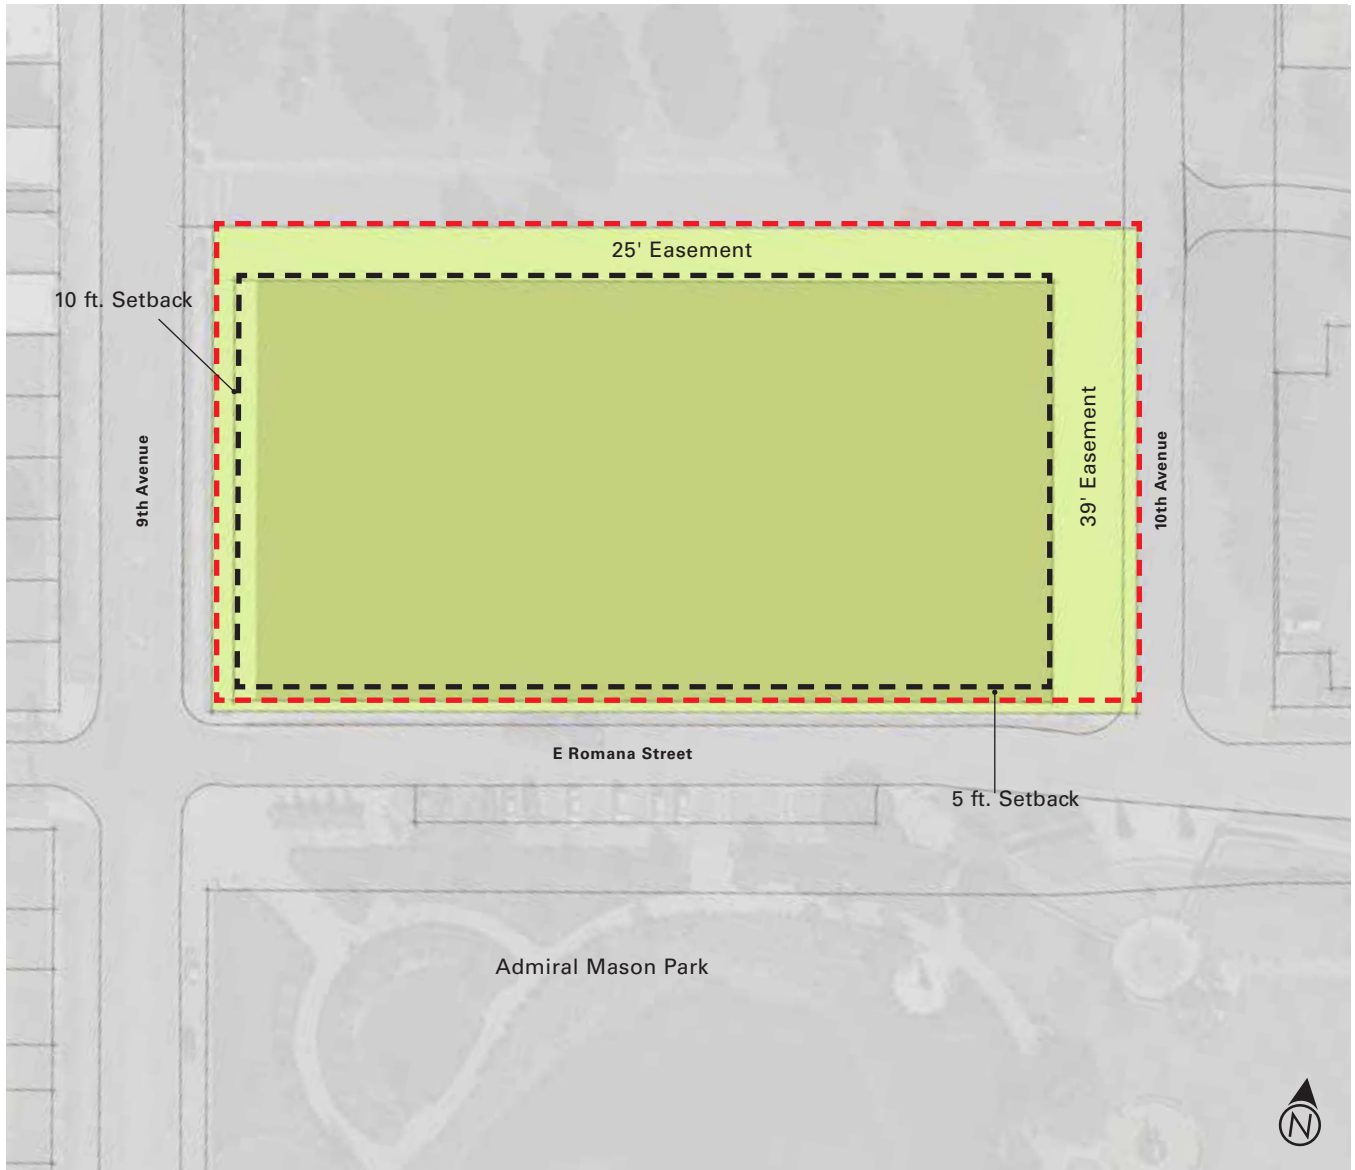 25' Easement
10 ft. Setback
39' Easement
9th Avenue
10th Avenue
E Romana Street
5 ft. Setback
Admiral Mason Park
N